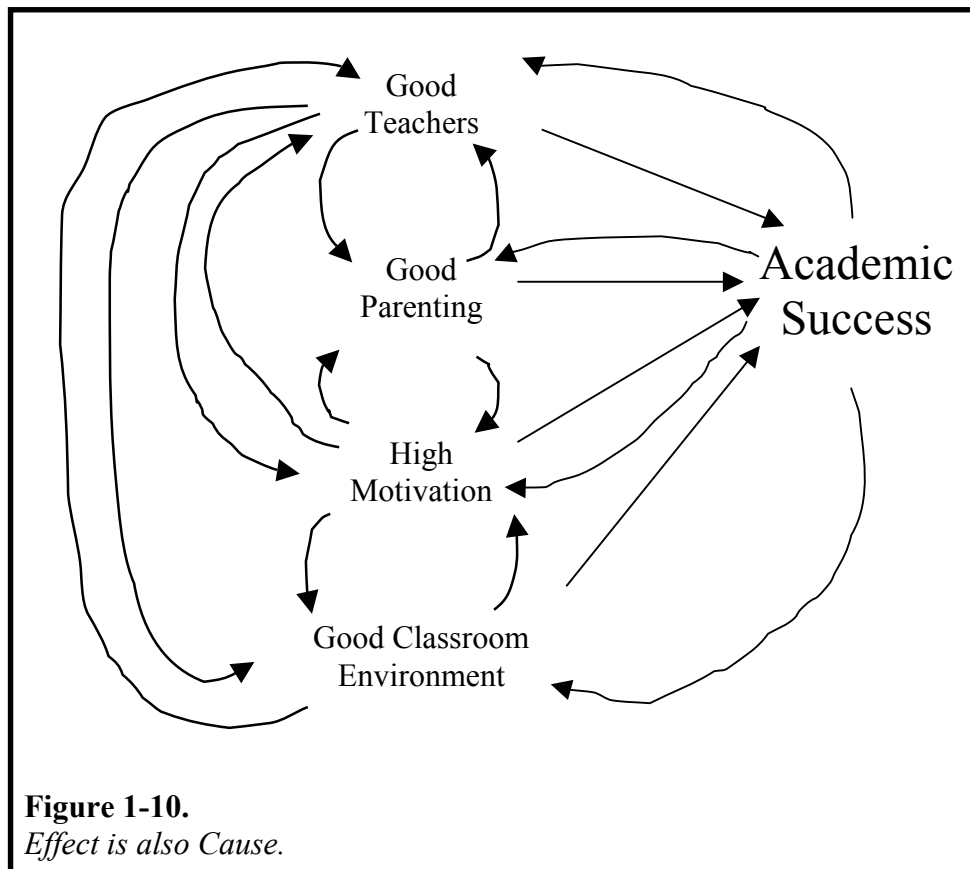 Good
Teachers
Good
Parenting
High
Motivation
Good Classroom
Environment
Academic
Success
Figure 1-10.
Effect is also Cause.